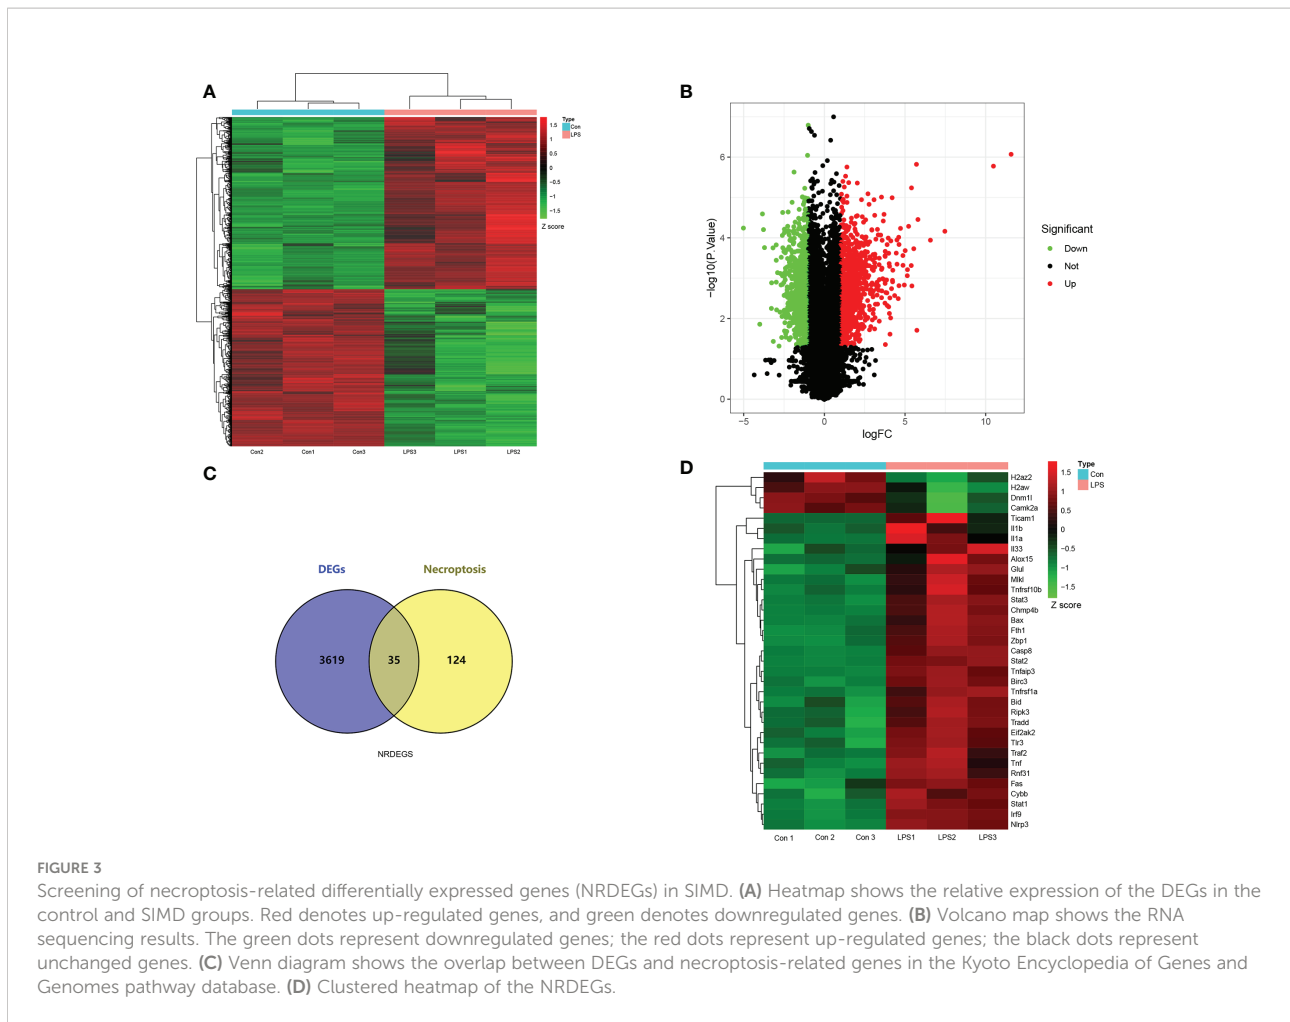 A
Type
Con
LPS
1.5
1
0.5
0
−0.5
−1
−1.5
Z score
Con2
Con1
Con3
LPS3
LPS1
LPS2
B
−log10(P.Value)
6
4
2
0
−5
0
5
10
logFC
Significant
Down
Not
Up
C
DEGs
Necroptosis
3619
35
124
NRDEGS
D
Type
Con
LPS
1.5
1
0.5
0
−0.5
−1
−1.5
Z score
H2az2
H2aw
Dnm1l
Camk2a
Ticam1
Il1b
Il1a
Il33
Alox15
Glul
Mlkl
Tnfrsf10b
Stat3
Chmp4b
Bax
Fth1
Zbp1
Casp8
Stat2
Tnfaip3
Birc3
Tnfrsf1a
Bid
Ripk3
Tradd
Eif2ak2
Tlr3
Traf2
Tnf
Rnf31
Fas
Cybb
Stat1
Irf9
Nlrp3
Con 1
Con 2
Con 3
LPS1
LPS2
LPS3
FIGURE 3
Screening of necroptosis-related differentially expressed genes (NRDEGs) in SIMD. (A) Heatmap shows the relative expression of the DEGs in the
control and SIMD groups. Red denotes up-regulated genes, and green denotes downregulated genes. (B) Volcano map shows the RNA
sequencing results. The green dots represent downregulated genes; the red dots represent up-regulated genes; the black dots represent
unchanged genes. (C) Venn diagram shows the overlap between DEGs and necroptosis-related genes in the Kyoto Encyclopedia of Genes and
Genomes pathway database. (D) Clustered heatmap of the NRDEGs.